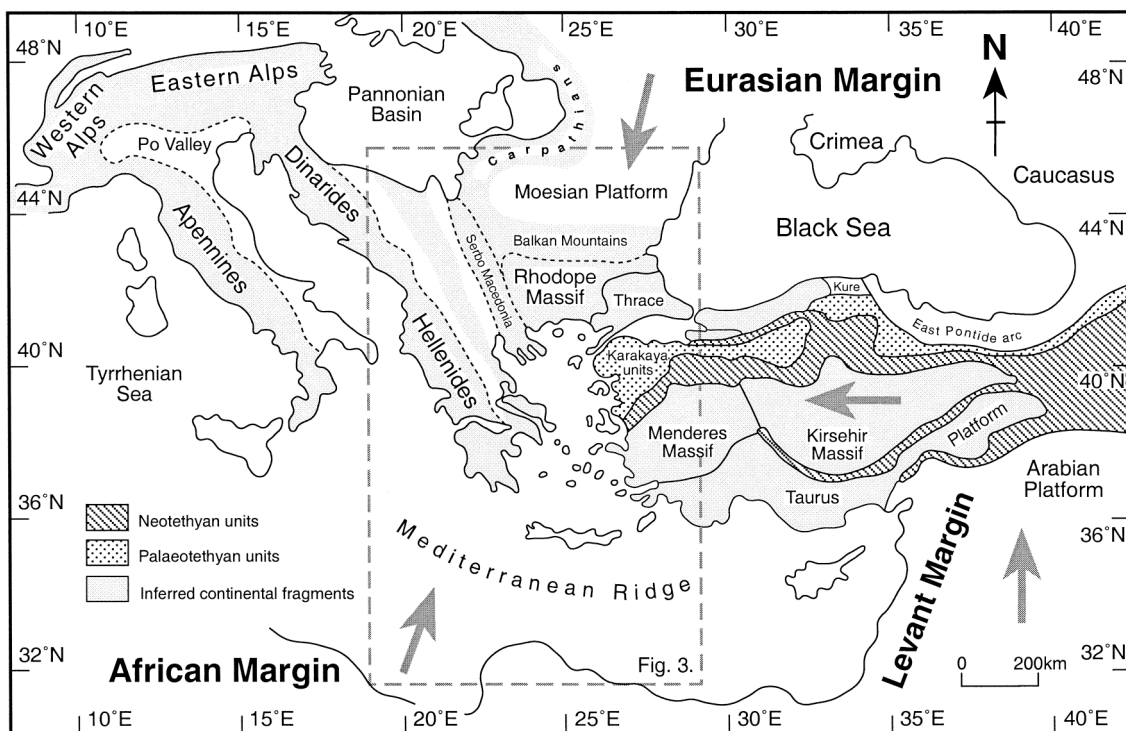 10°E 15°E 20°E 25°E 30°E 35°E 40°E
48°N
44°N
40°N
36°N
32°N
N
48°N
44°N
40°N
36°N
32°N
Eurasian Margin
Eastern Alps
Western
Alps
Po Valley
Pannonian
Basin
Carpathians
Crimea
Caucasus
Dinarides
Moesian Platform
Apennines
Black Sea
Balkan Mountains
Serbo Macedonia
Rhodope
Massif
Thrace
Kure
East Pontide arc
Hellenides
Karakaya
units
Tyrrhenian
Sea
Menderes
Massif
Kirsehir
Massif
Platform
Arabian
Platform
Taurus
Neotethyan units
Palaeotethyan units
Inferred continental fragments
Mediterranean Ridge
Levant Margin
African Margin
Fig. 3.
0 200km
10°E 15°E 20°E 25°E 30°E 35°E 40°E